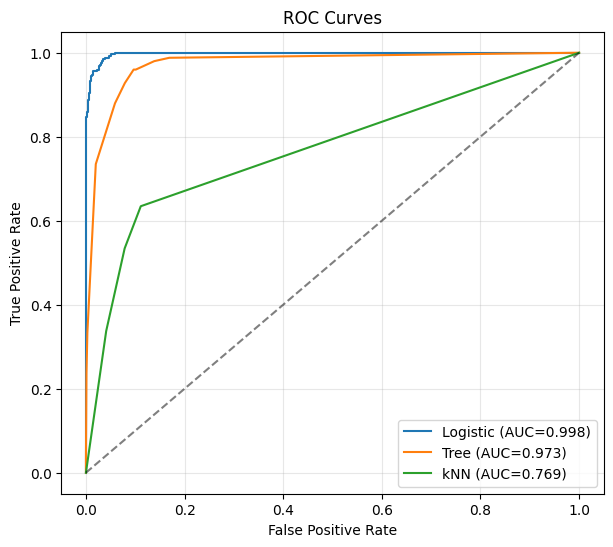 ROC Curves
True Positive Rate
1.0
0.8
0.6
0.4
0.2
0.0
0.0 0.2 0.4 0.6 0.8 1.0
False Positive Rate
Logistic (AUC=0.998)
Tree (AUC=0.973)
kNN (AUC=0.769)